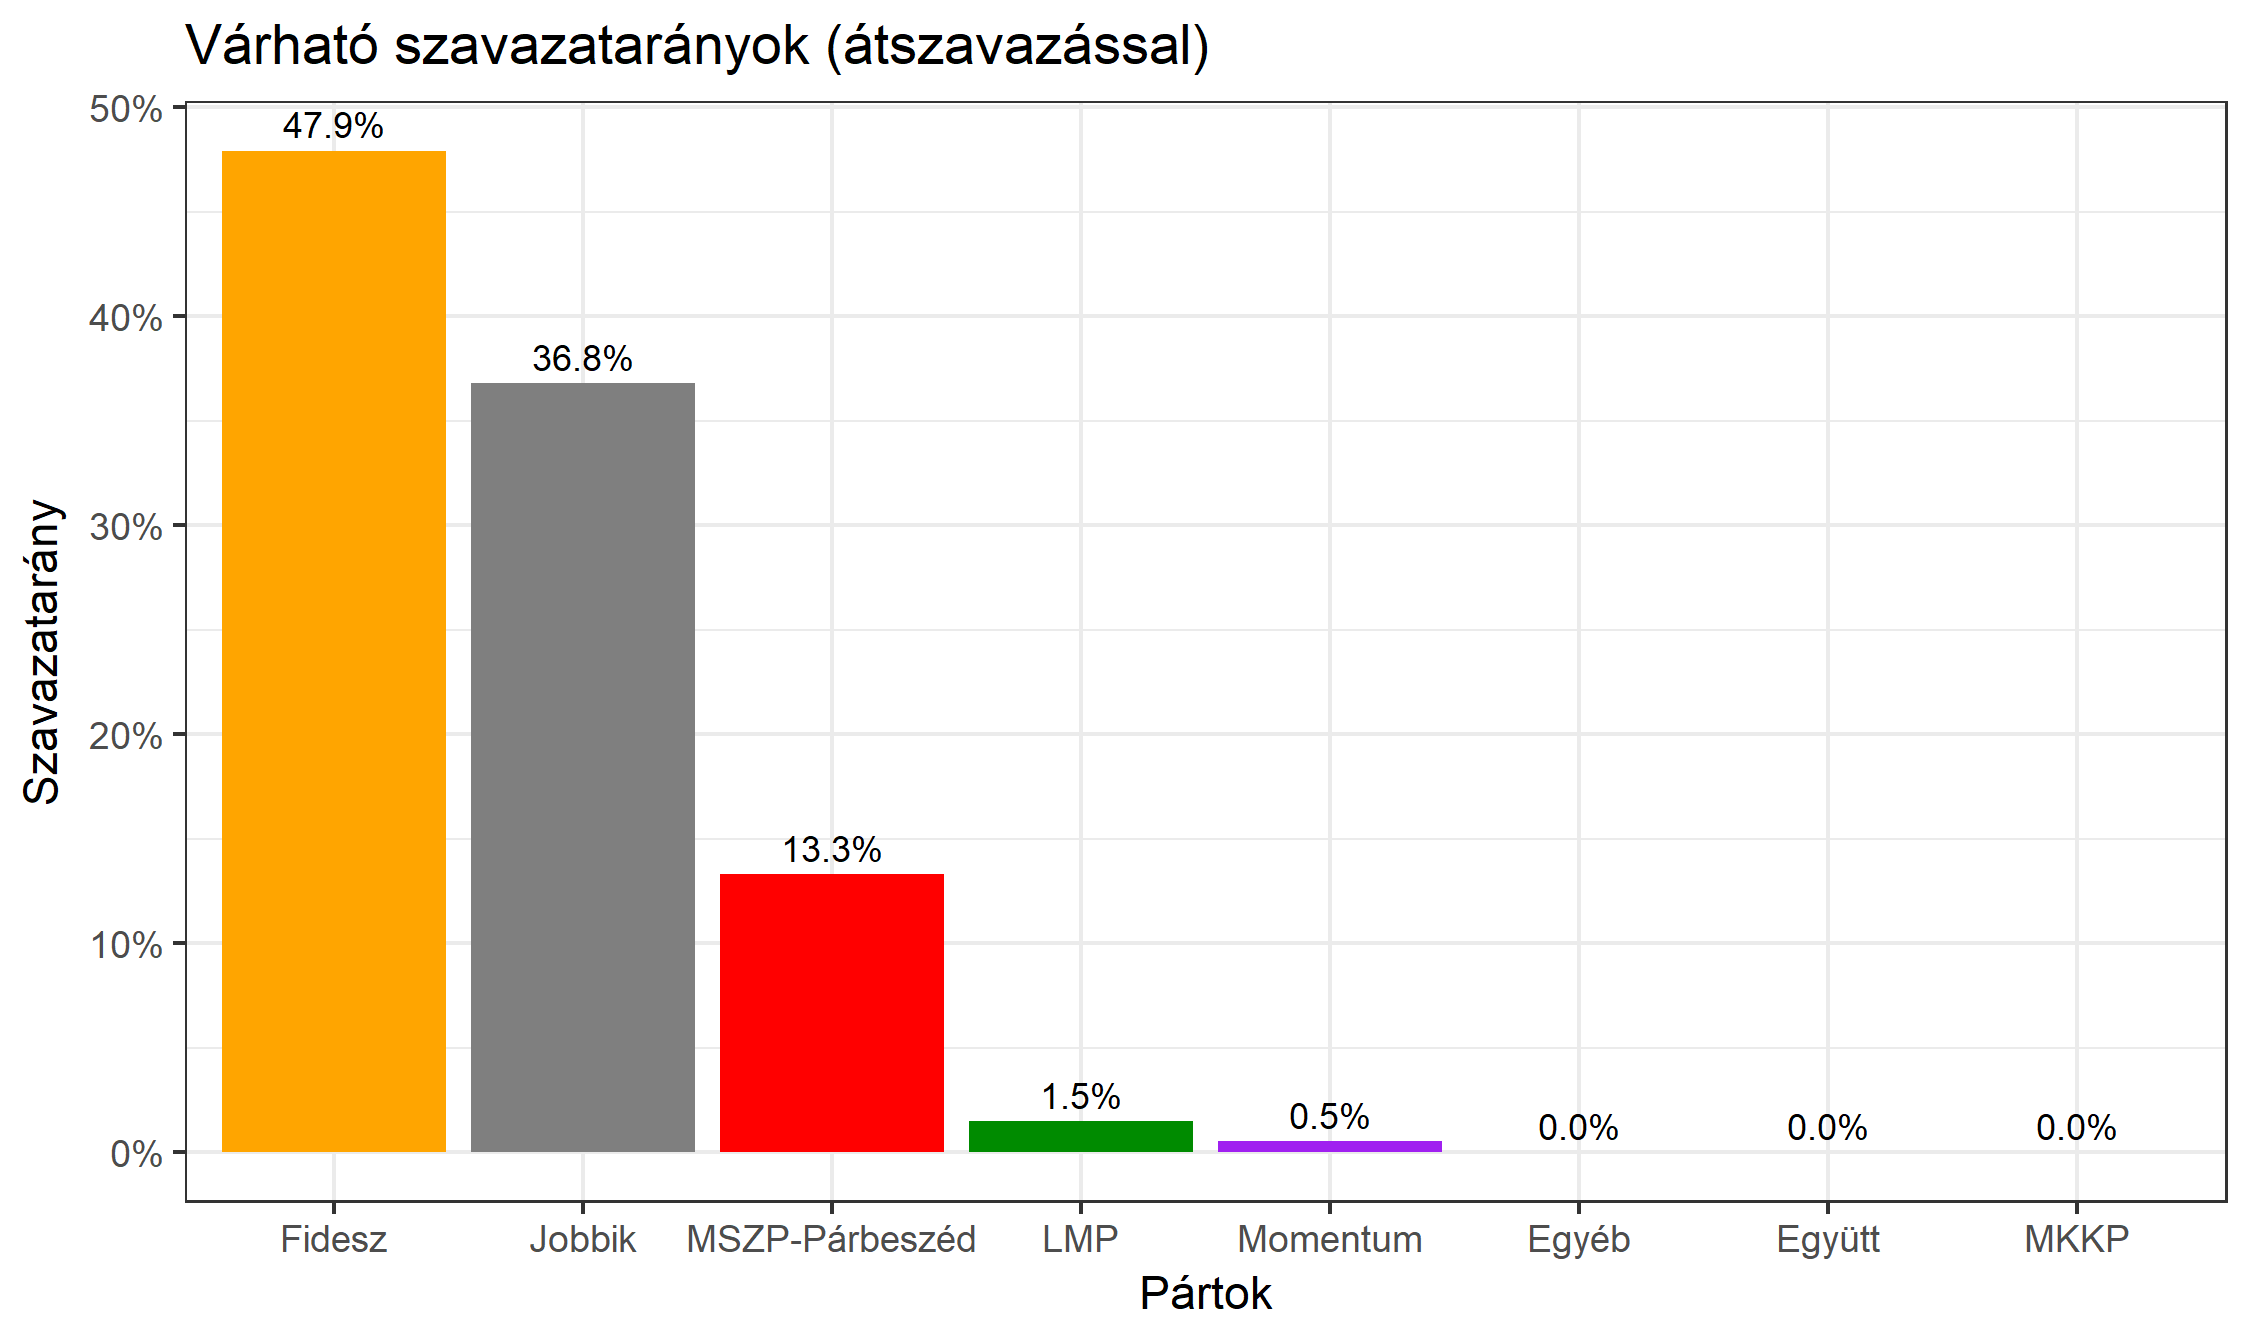 Várható szavazatarányok (átszavazással)
Szavazatarány
50%
40%
30%
20%
10%
0%
47.9%
36.8%
13.3%
1.5%
0.5%
0.0%
0.0%
0.0%
Fidesz
Jobbik
MSZP-Párbeszéd
LMP
Momentum
Egyéb
Együtt
MKKP
Pártok